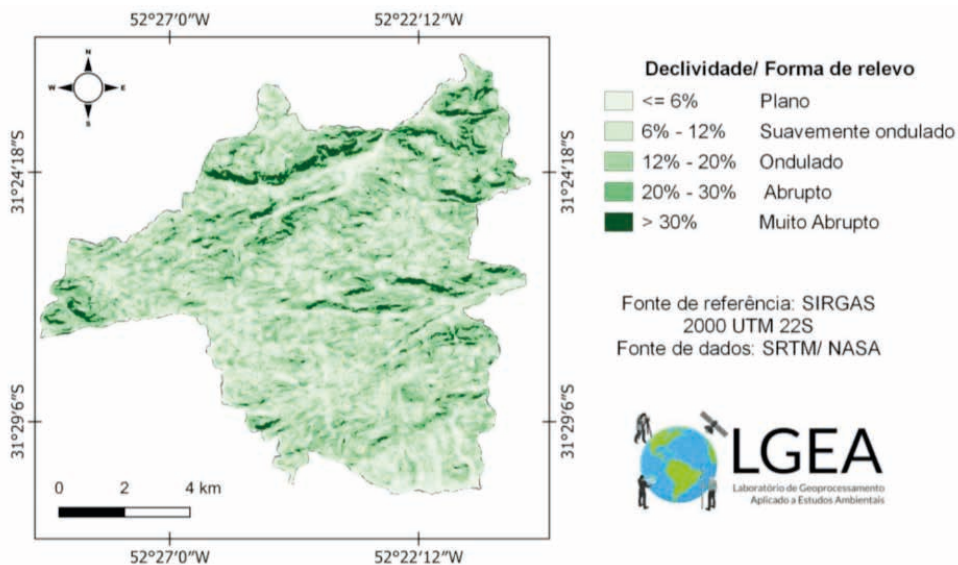 52°27'0"W 52°22'12"W
N
W E
S
31°24'18"S
31°24'18"S
31°29'6"S
31°29'6"S
0 2 4 km
52°27'0"W 52°22'12"W
Declividade/ Forma de relevo
<= 6% Plano
6% - 12% Suavemente ondulado
12% - 20% Ondulado
20% - 30% Abrupto
> 30% Muito Abrupto
Fonte de referência: SIRGAS
2000 UTM 22S
Fonte de dados: SRTM/ NASA
LGEA
Laboratório de Geoprocessamento
Aplicado a Estudos Ambientais